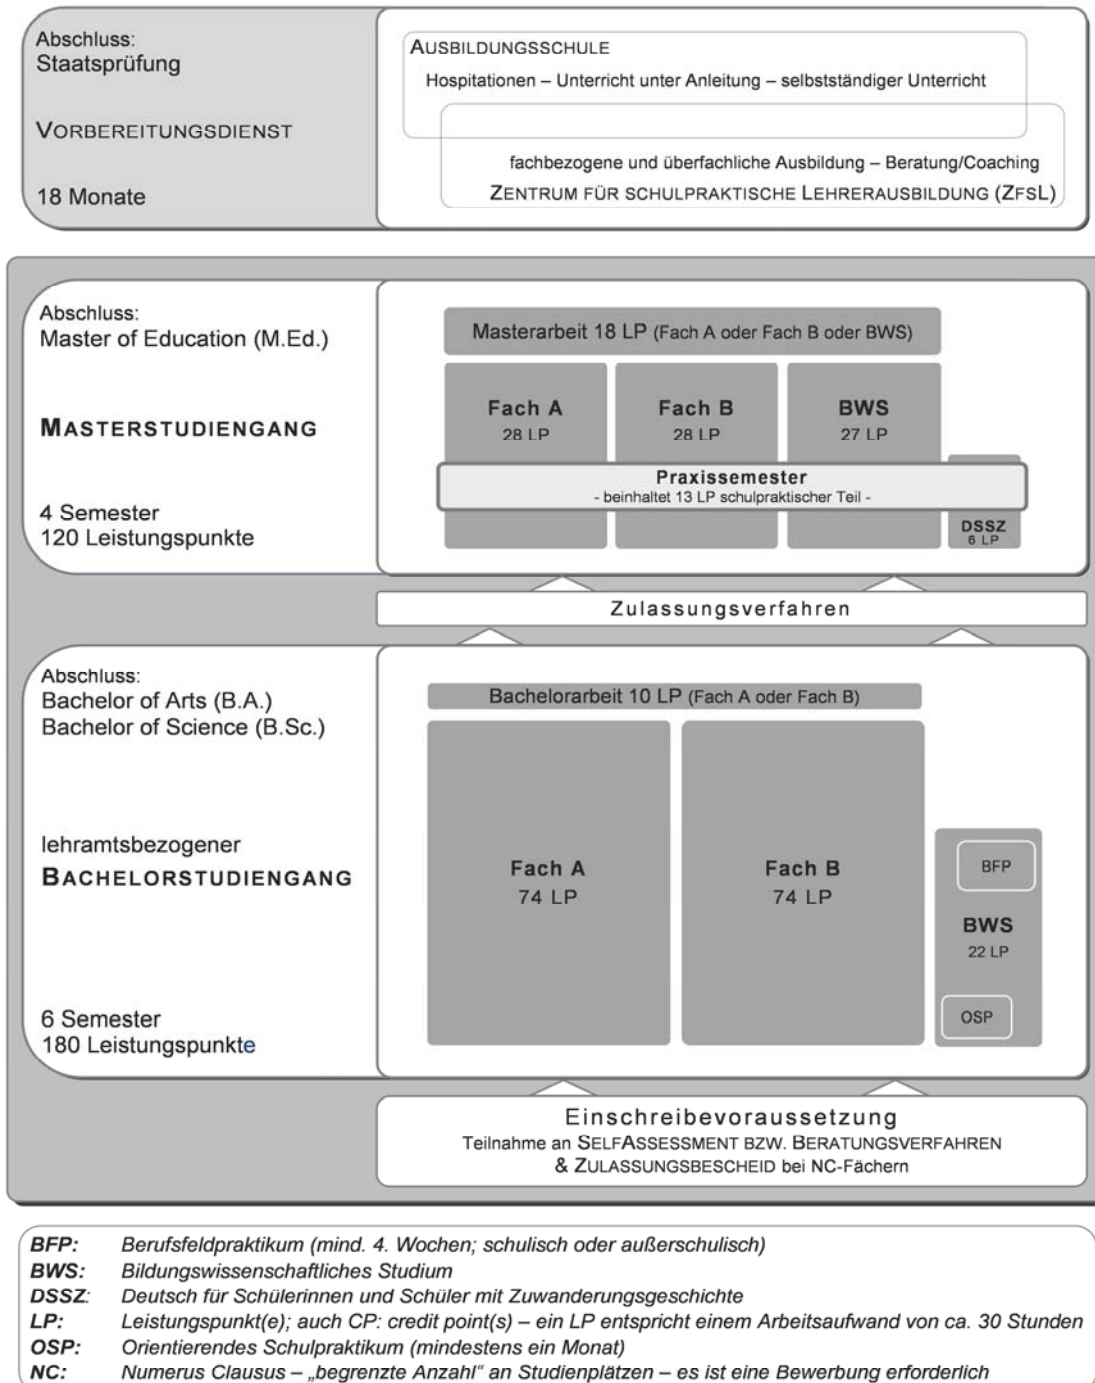 Abschluss:
Staatsprüfung
VORBEREITUNGSDIENST
18 Monate
AUSBILDUNGSSCHULE
Hospitationen – Unterricht unter Anleitung – selbstständiger Unterricht
fachbezogene und überfachliche Ausbildung – Beratung/Coaching
ZENTRUM FÜR SCHULPRAKTISCHE LEHRERAUSBILDUNG (ZFSL)
Abschluss:
Master of Education (M.Ed.)
MASTERSTUDIENGANG
4 Semester
120 Leistungspunkte
Masterarbeit 18 LP (Fach A oder Fach B oder BWS)
Fach A
28 LP
Fach B
28 LP
BWS
27 LP
Praxissemester
- beinhaltet 13 LP schulpraktischer Teil -
DSSZ
6 LP
Zulassungsverfahren
Abschluss:
Bachelor of Arts (B.A.)
Bachelor of Science (B.Sc.)
lehramtsbezogener
BACHELORSTUDIENGANG
6 Semester
180 Leistungspunkte
Bachelorarbeit 10 LP (Fach A oder Fach B)
Fach A
74 LP
Fach B
74 LP
BFP
BWS
22 LP
OSP
Einschreibevoraussetzung
Teilnahme an SELFASSESSMENT BZW. BERATUNGSVERFAHREN
& ZULASSUNGSBESCHEID bei NC-Fächern
BFP: Berufsfeldpraktikum (mind. 4. Wochen; schulisch oder außerschulisch)
BWS: Bildungswissenschaftliches Studium
DSSZ: Deutsch für Schülerinnen und Schüler mit Zuwanderungsgeschichte
LP: Leistungspunkt(e); auch CP: credit point(s) – ein LP entspricht einem Arbeitsaufwand von ca. 30 Stunden
OSP: Orientierendes Schulpraktikum (mindestens ein Monat)
NC: Numerus Clausus – „begrenzte Anzahl“ an Studienplätzen – es ist eine Bewerbung erforderlich